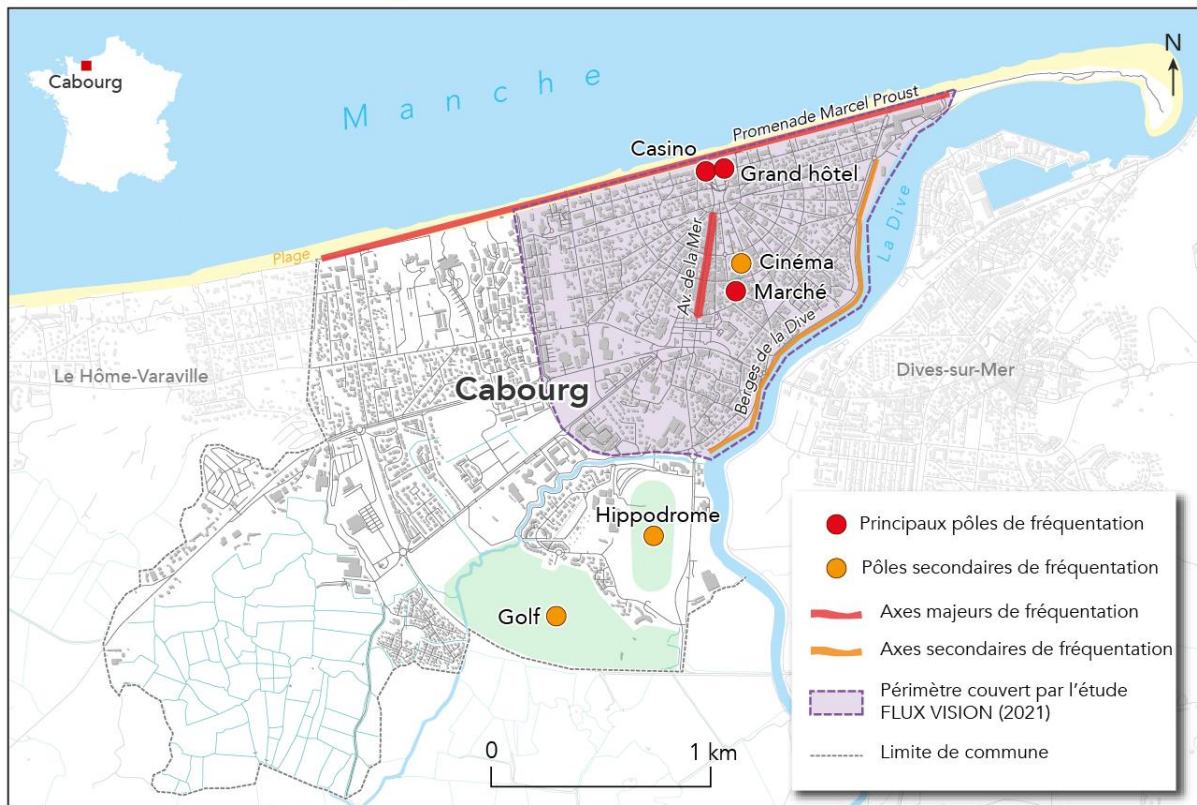 Cabourg
N
Manche
Promenade Marcel Proust
Casino
Grand hôtel
Plage
Av. de la Mer
Cinéma
Marché
La Dive
Berges de la Dive
Le Hôme-Varaville
Cabourg
Dives-sur-Mer
Hippodrome
Golf
0
1 km
Principaux pôles de fréquentation
Pôles secondaires de fréquentation
Axes majeurs de fréquentation
Axes secondaires de fréquentation
Périmètre couvert par l’étude
FLUX VISION (2021)
Limite de commune